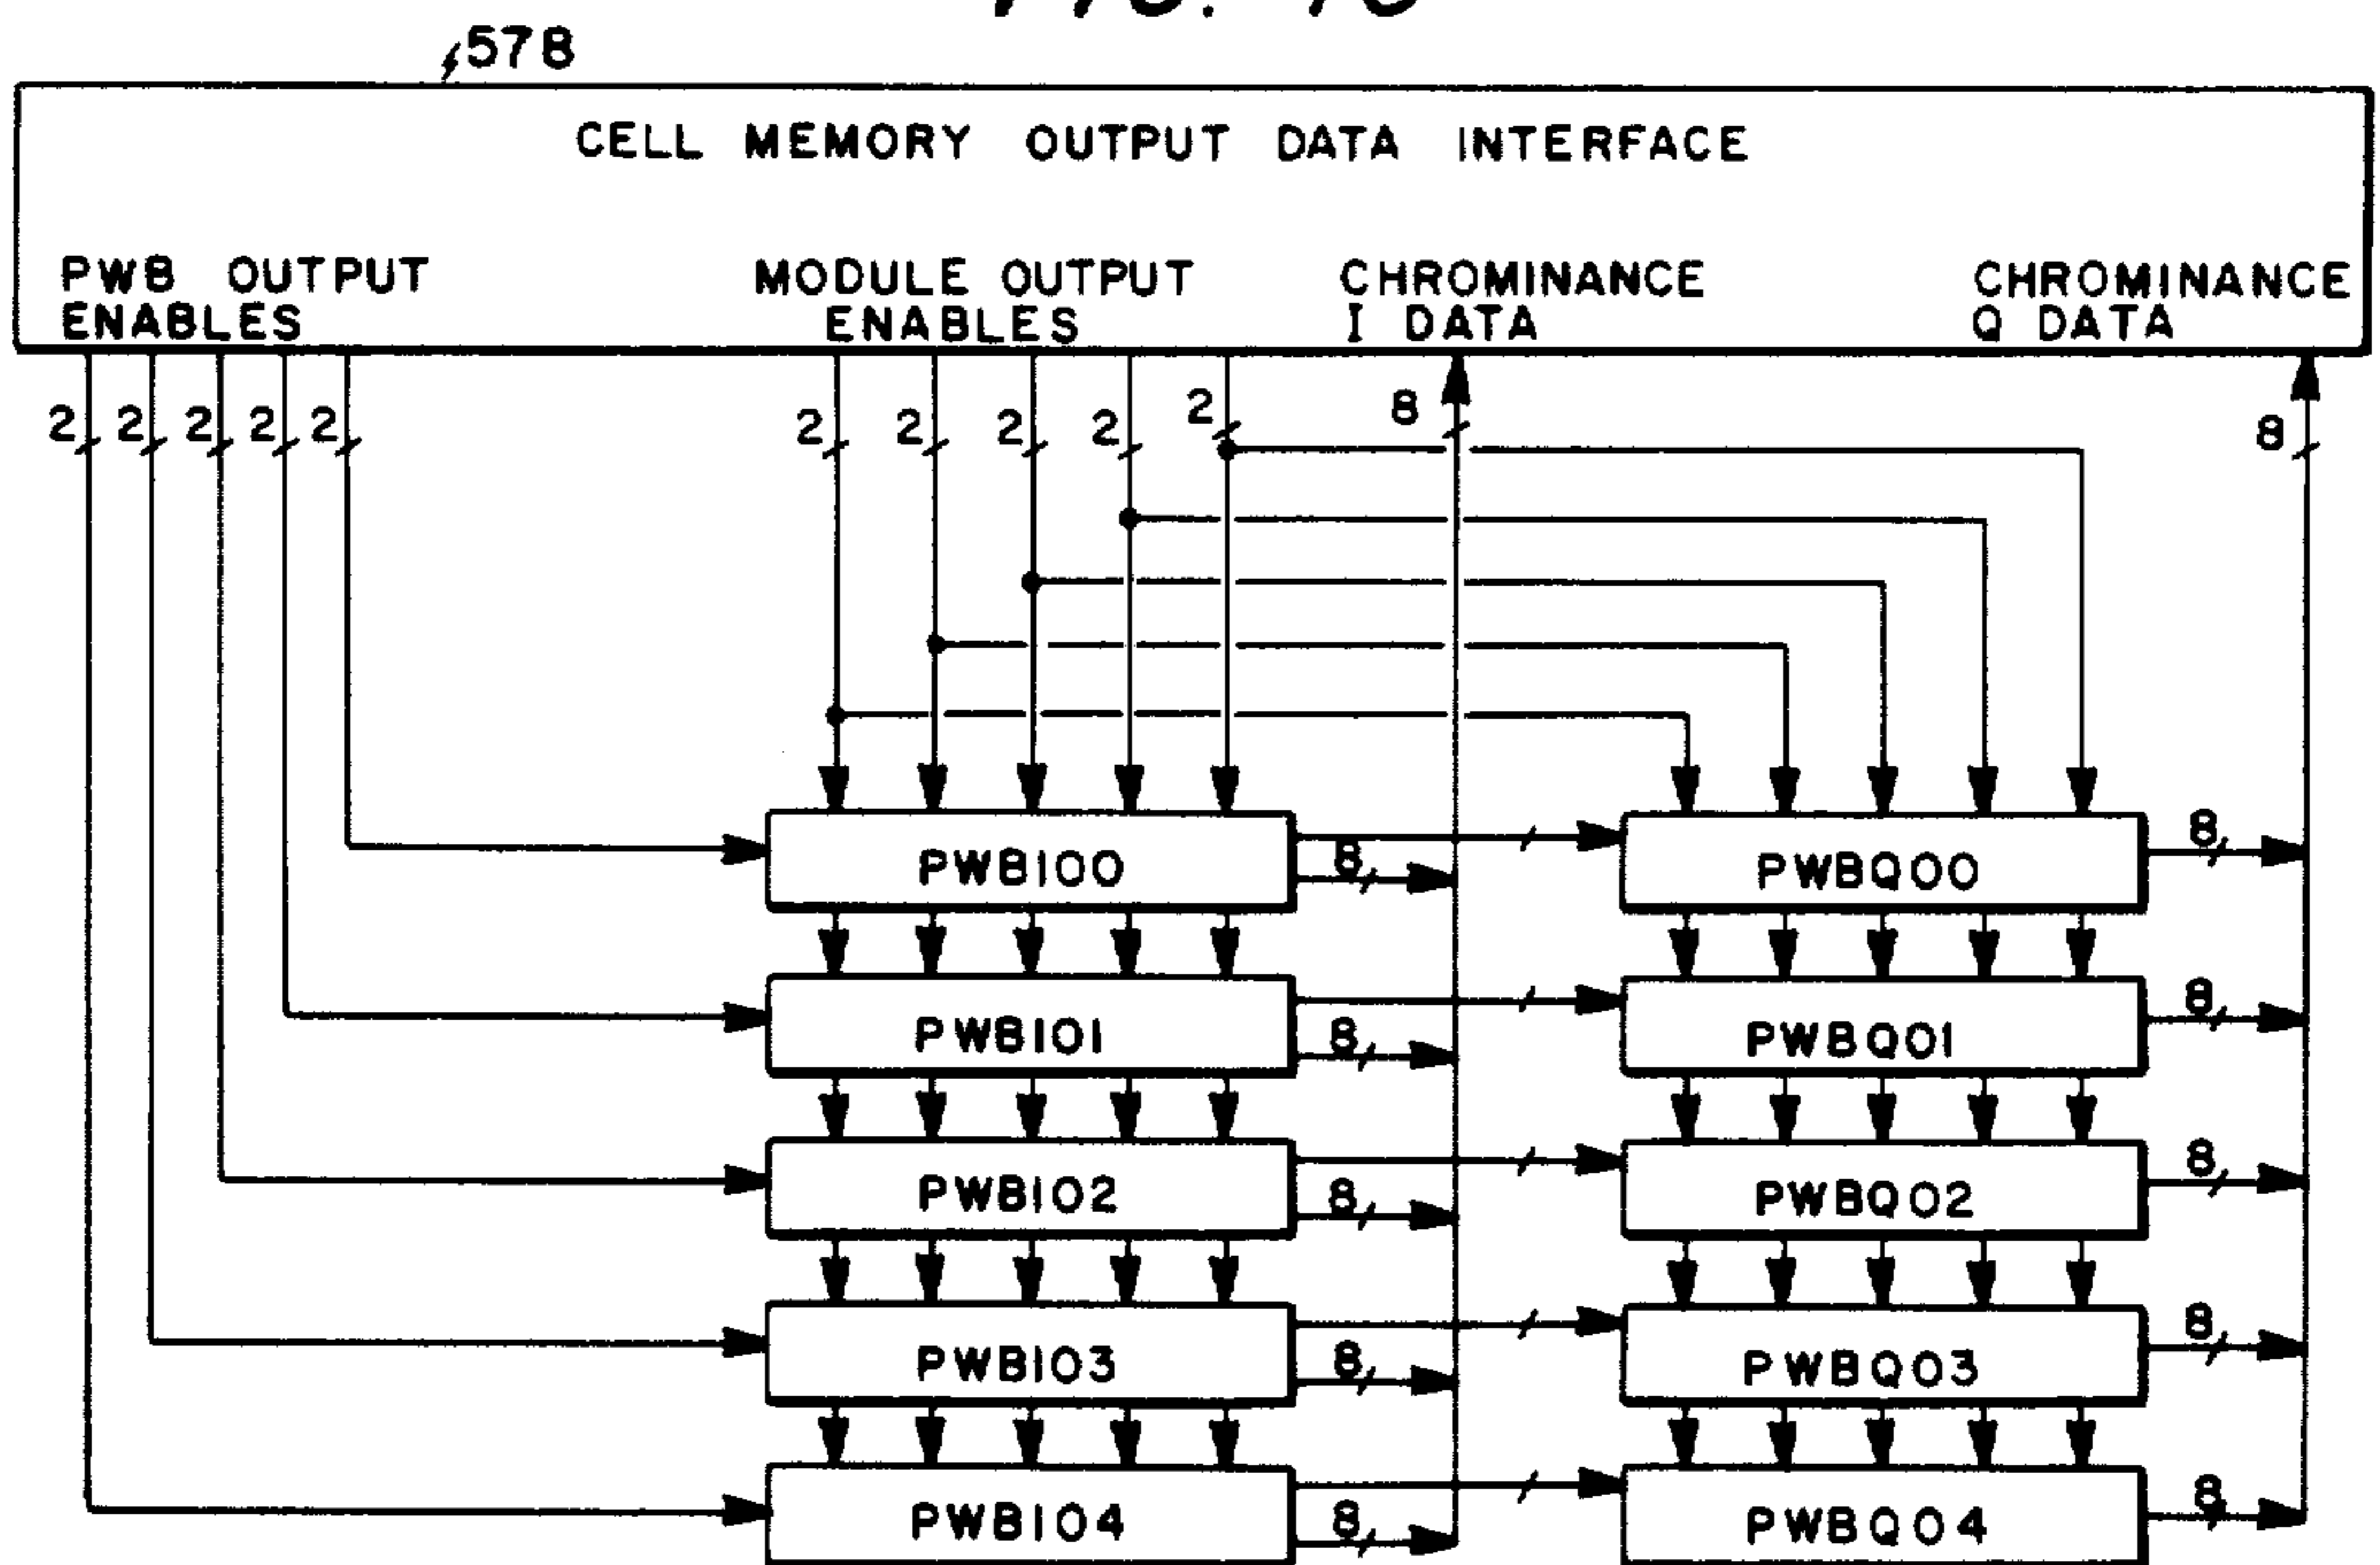 578
CELL MEMORY OUTPUT DATA INTERFACE
PWB OUTPUT
ENABLES
MODULE OUTPUT
ENABLES
CHROMINANCE
I DATA
CHROMINANCE
Q DATA
2 2 2 2 2 2 2 2 2 2 8 8
PWBI00 8 PWBQ00 8
PWBI01 8 PWBQ01 8
PWBI02 8 PWBQ02 8
PWBI03 8 PWBQ03 8
PWBI04 8 PWBQ04 8